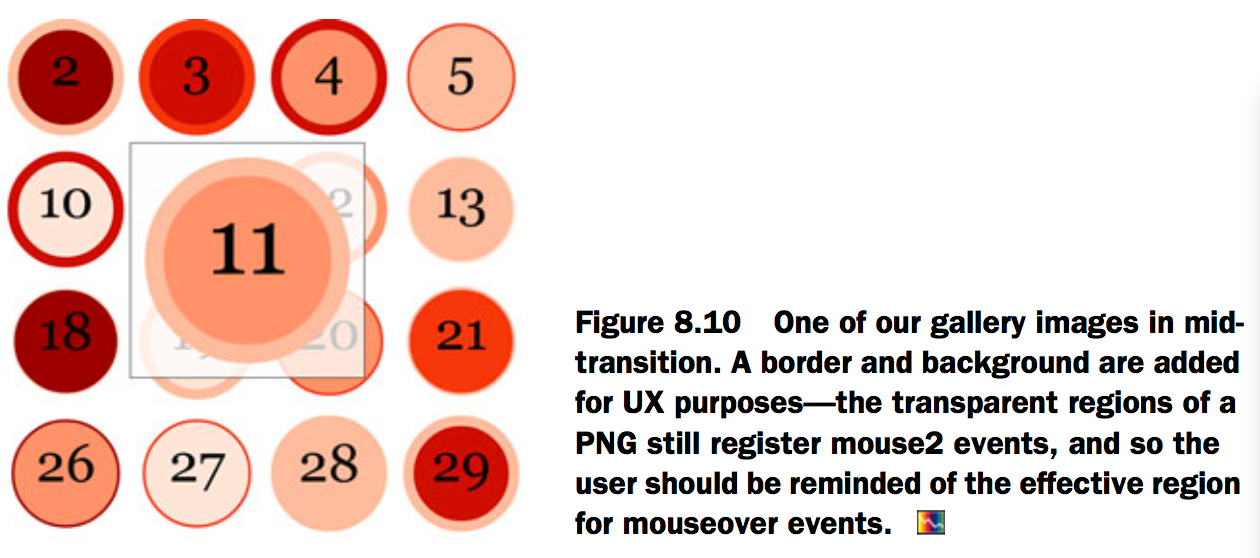 2 3 4 5
10 11 2 13
18 19 20 21
26 27 28 29
Figure 8.10 One of our gallery images in mid-
transition. A border and background are added
for UX purposes—the transparent regions of a
PNG still register mouse2 events, and so the
user should be reminded of the effective region
for mouseover events.